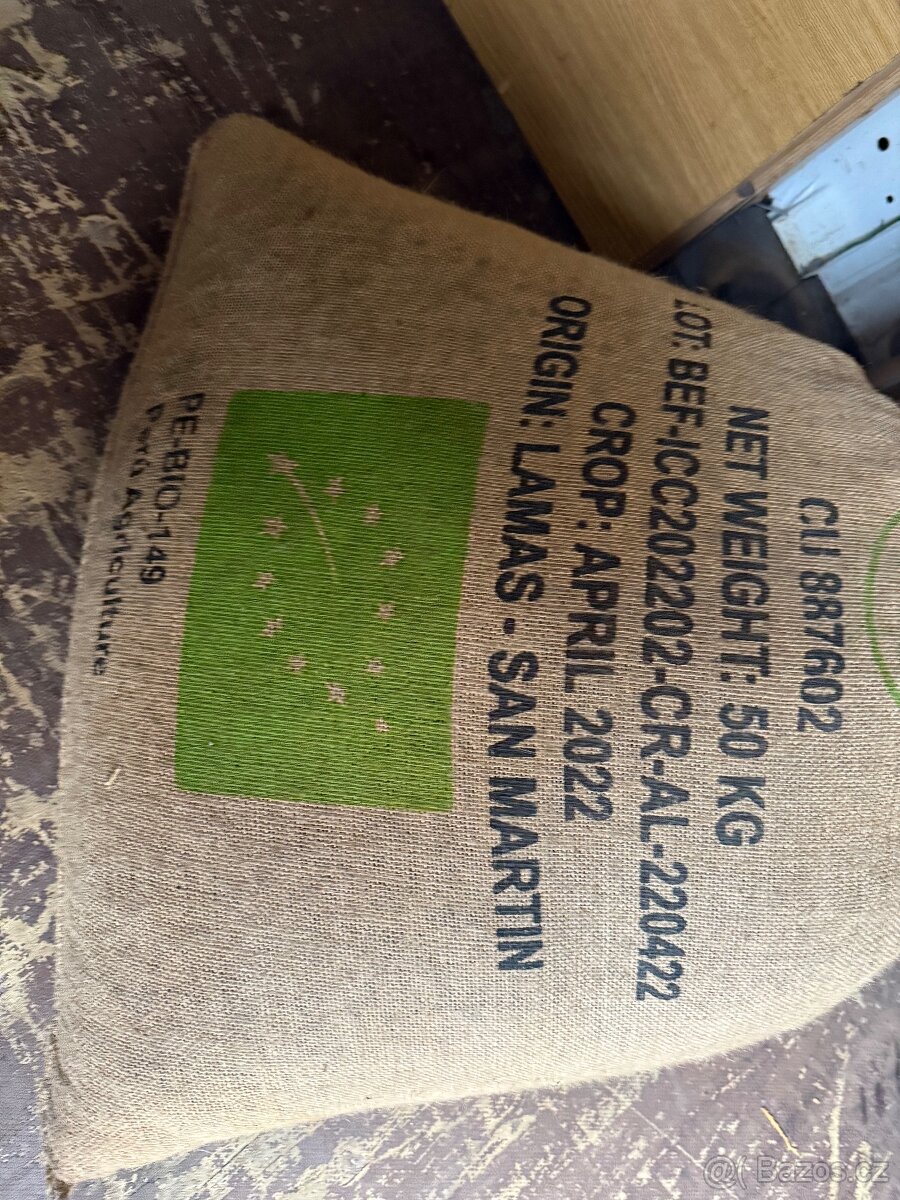 CU 887602
NET WEIGHT: 50 KG
LOT: BEF-ICC202202-CR-AL-220422
CROP: APRIL 2022
ORIGIN: LAMAS - SAN MARTIN
PE-BIO-149
Perú Agriculture
Bazos.cz